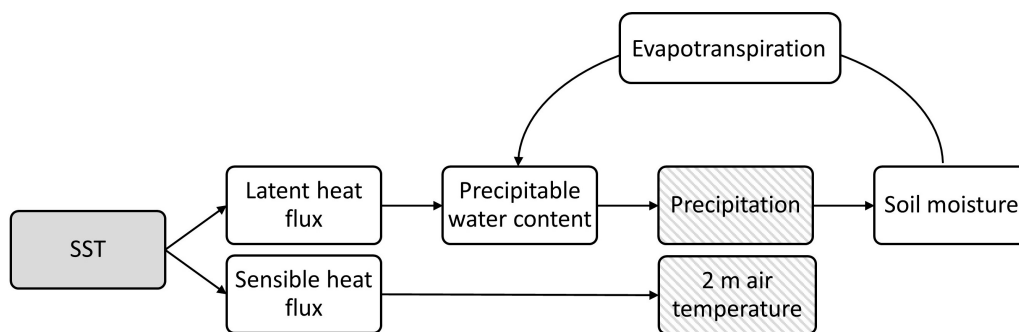 Evapotranspiration
Latent heat
flux
Precipitable
water content
Precipitation
Soil moisture
SST
Sensible heat
flux
2 m air
temperature